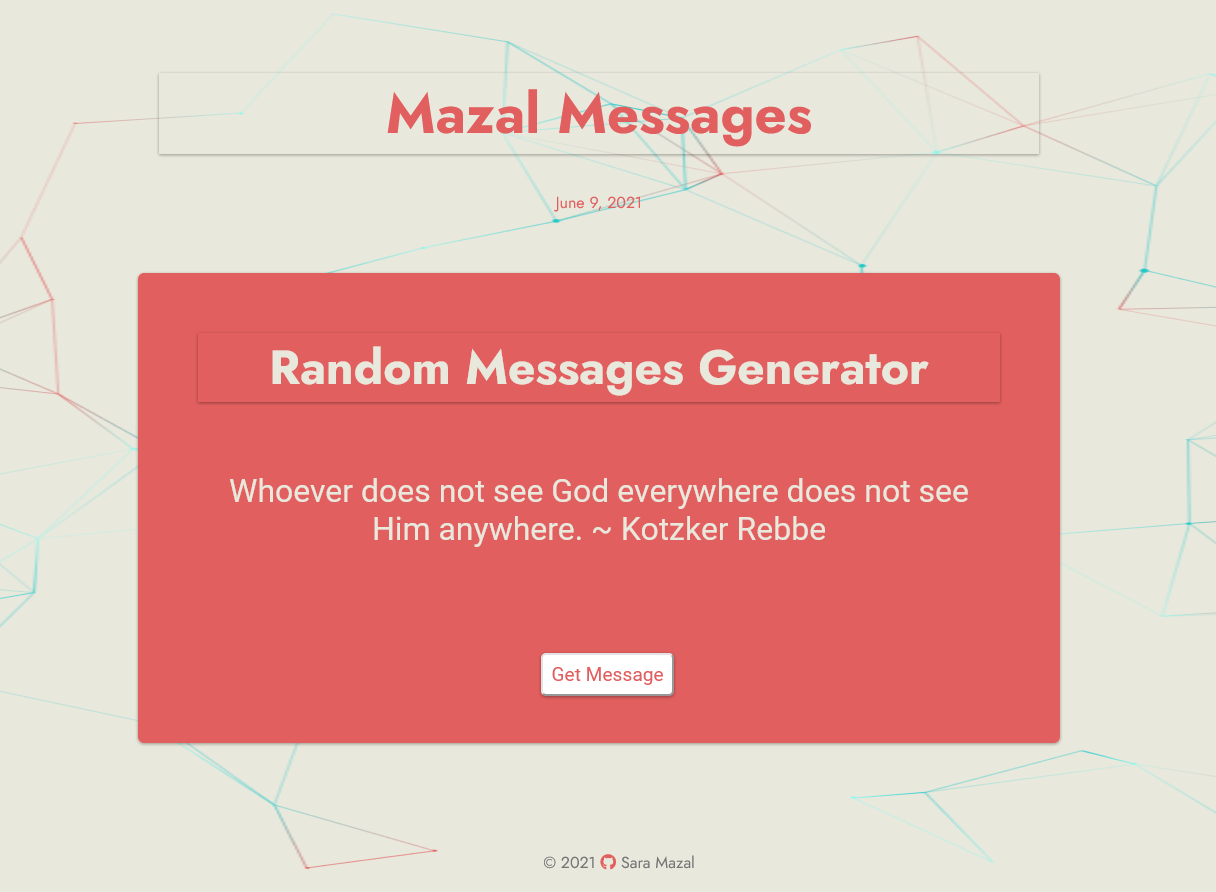 Mazal Messages
June 9, 2021
Random Messages Generator
Whoever does not see God everywhere does not see
Him anywhere. ~ Kotzker Rebbe
Get Message
© 2021 Sara Mazal